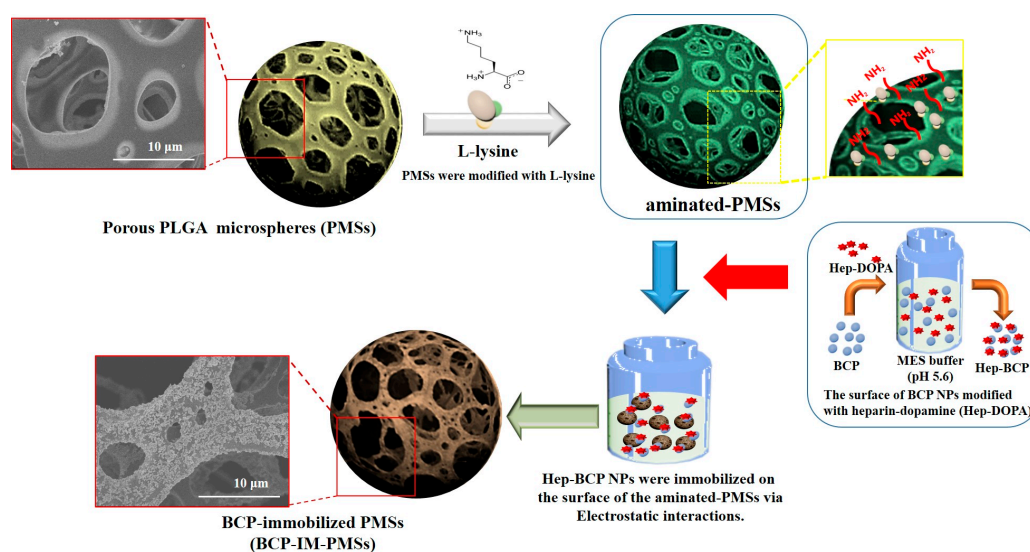 10 μm
Porous PLGA microspheres (PMSs)
NH₃
+
H₃N
+
O
O
−
L-lysine
PMSs were modified with L-lysine
aminated-PMSs
NH₂
NH₂
NH₂
NH₂
NH₂
NH₂
Hep-DOPA
BCP
MES buffer
(pH 5.6)
Hep-BCP
The surface of BCP NPs modified
with heparin-dopamine (Hep-DOPA)
Hep-BCP NPs were immobilized on
the surface of the aminated-PMSs via
Electrostatic interactions.
10 μm
BCP-immobilized PMSs
(BCP-IM-PMSs)